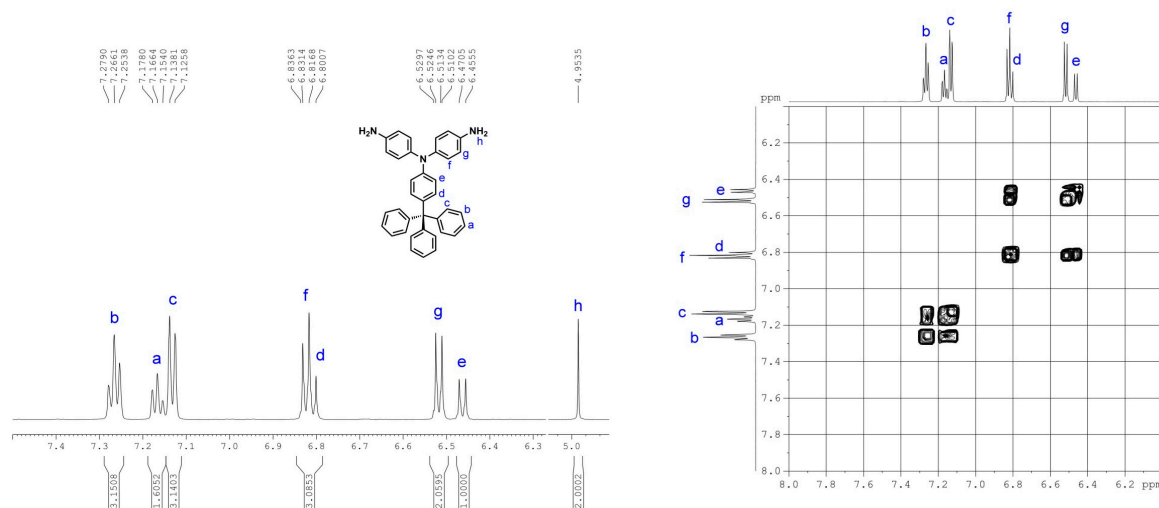 7.2790
7.2661
7.2538
7.1780
7.1664
7.1540
7.1381
7.1258
6.8363
6.8314
6.8168
6.8007
6.5297
6.5246
6.5134
6.5102
6.4705
6.4555
4.9535
H₂N
NH₂
h
g
N
f
e
d
c
b
a
b
a
c
f
d
g
e
h
7.4 7.3 7.2 7.1 7.0 6.9 6.8 6.7 6.6 6.5 6.4 6.3 5.0
3.1508
1.6052
3.1403
3.0853
2.0595
1.0000
2.0002
b
a
c
f
d
g
e
ppm
e
g
d
f
c
a
b
6.2
6.4
6.6
6.8
7.0
7.2
7.4
7.6
7.8
8.0
8.0 7.8 7.6 7.4 7.2 7.0 6.8 6.6 6.4 6.2 ppm